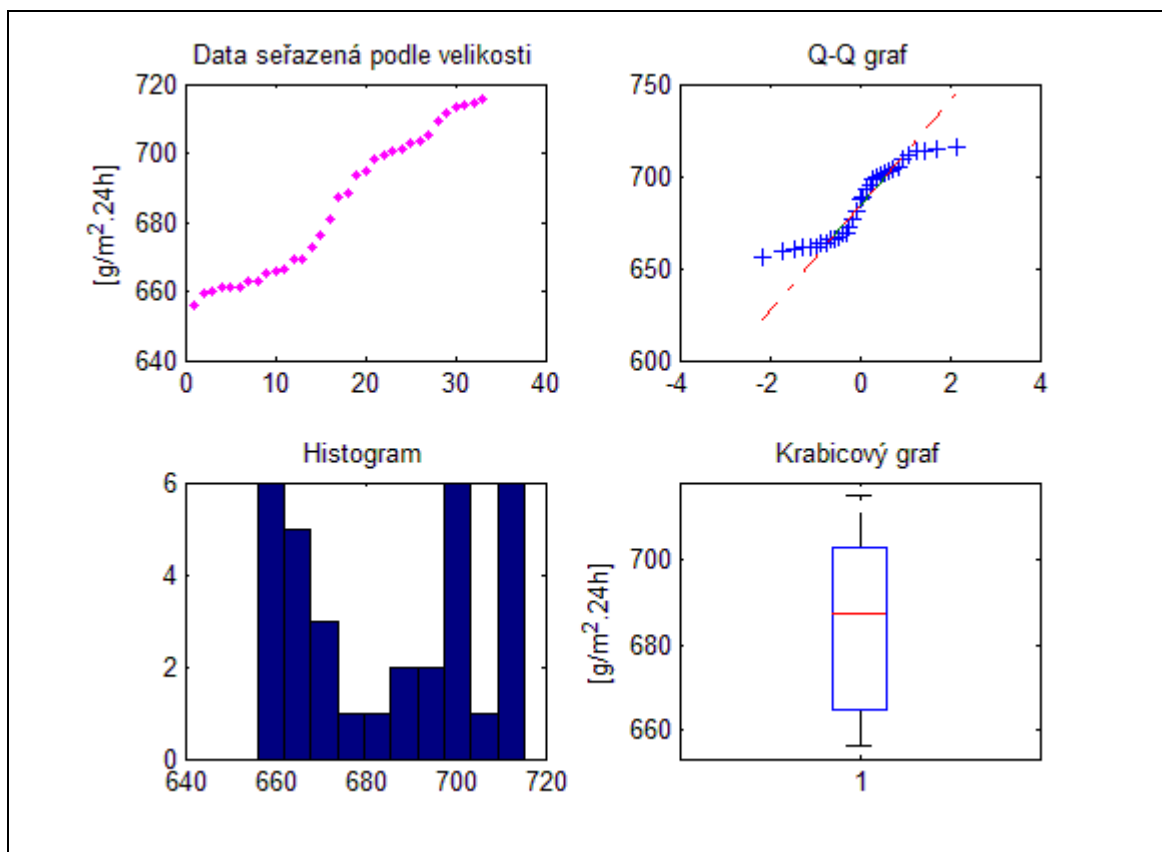 Data seřazená podle velikosti
720
700
680
660
640
[g/m².24h]
0 10 20 30 40
Q-Q graf
750
700
650
600
-4 -2 0 2 4
Histogram
6
4
2
0
640 660 680 700 720
Krabicový graf
700
680
660
[g/m².24h]
1